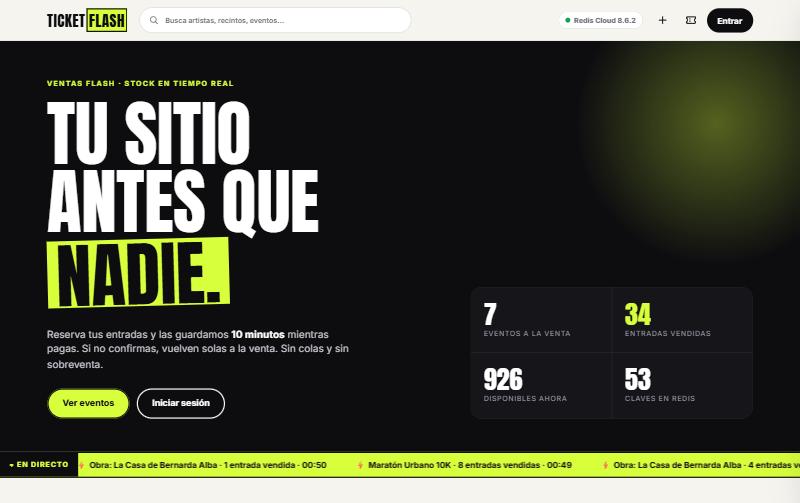 TICKET FLASH
Busca artistas, recintos, eventos...
Redis Cloud 8.6.2
Entrar
VENTAS FLASH · STOCK EN TIEMPO REAL
TU SITIO
ANTES QUE
NADIE.
Reserva tus entradas y las guardamos 10 minutos mientras
pagas. Si no confirmas, vuelven solas a la venta. Sin colas y sin
sobreventa.
Ver eventos
Iniciar sesión
7
EVENTOS A LA VENTA
34
ENTRADAS VENDIDAS
926
DISPONIBLES AHORA
53
CLAVES EN REDIS
EN DIRECTO
Obra: La Casa de Bernarda Alba · 1 entrada vendida · 00:50
Maratón Urbano 10K · 8 entradas vendidas · 00:49
Obra: La Casa de Bernarda Alba · 4 entradas